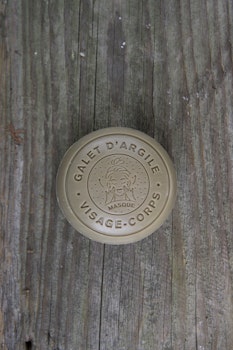 GALET D'ARGILE
MASQUE
• VISAGE-CORPS •